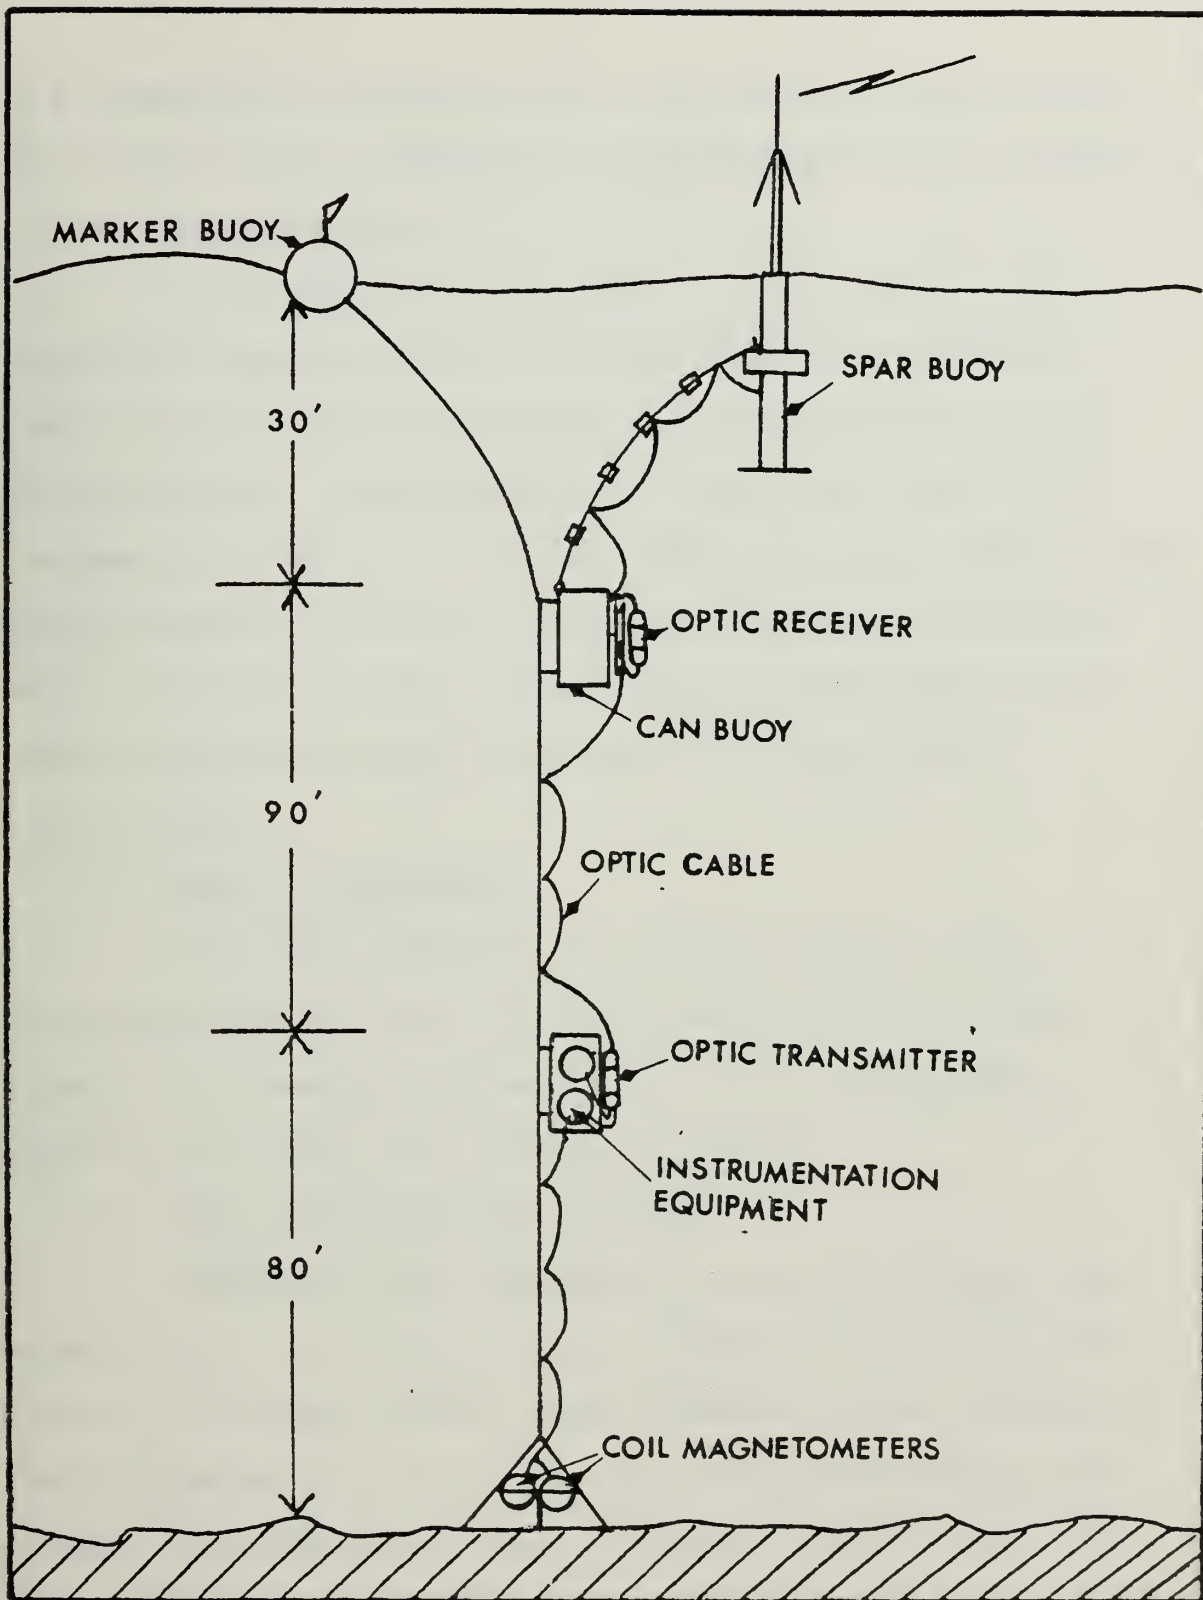 MARKER BUOY
30'
SPAR BUOY
OPTIC RECEIVER
CAN BUOY
90'
OPTIC CABLE
OPTIC TRANSMITTER
INSTRUMENTATION
EQUIPMENT
80'
COIL MAGNETOMETERS